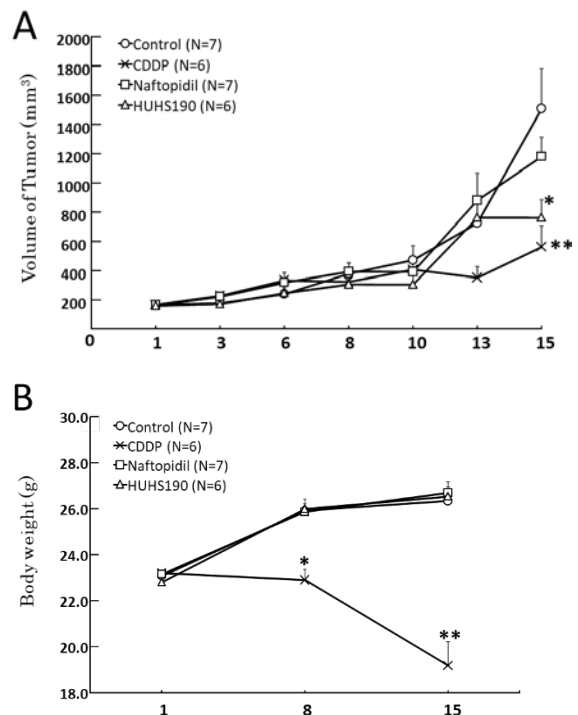 A
Volume of Tumor (mm³)
2000
1800
1600
1400
1200
1000
800
600
400
200
0
Control (N=7)
CDDP (N=6)
Naftopidil (N=7)
HUHS190 (N=6)
*
**
1 3 6 8 10 13 15
B
Body weight (g)
30.0
28.0
26.0
24.0
22.0
20.0
18.0
Control (N=7)
CDDP (N=6)
Naftopidil (N=7)
HUHS190 (N=6)
*
**
1 8 15